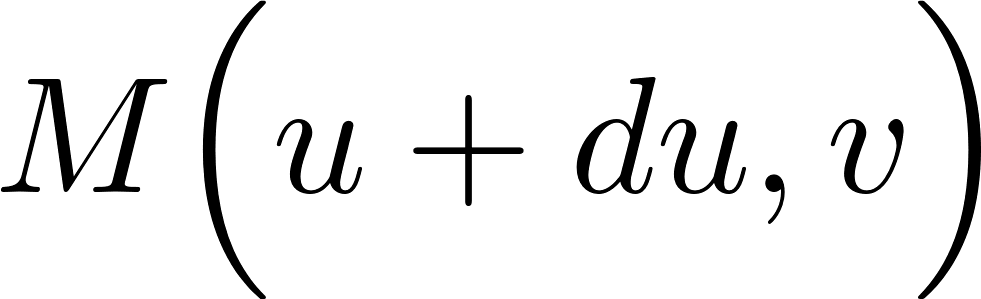 M(u + du, v)